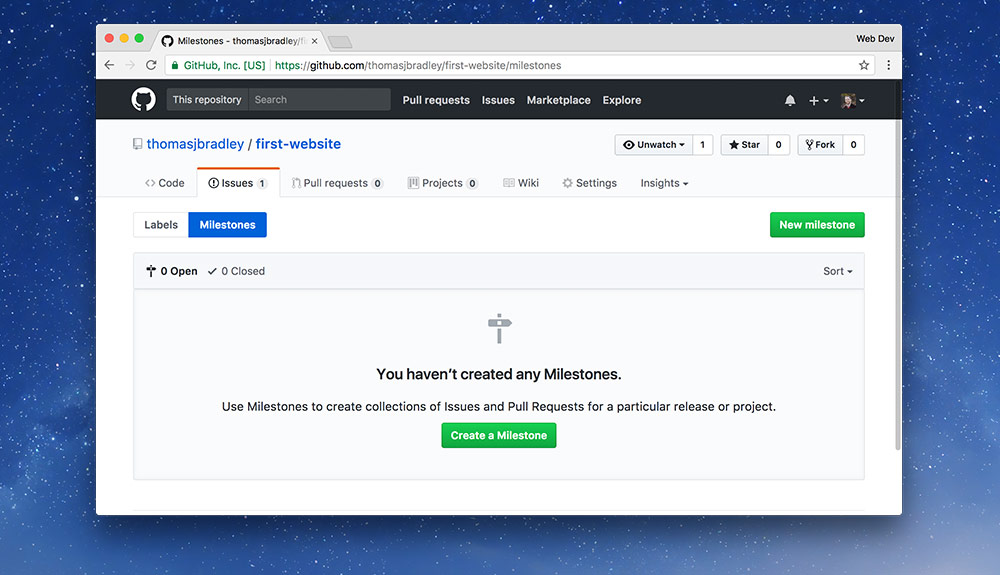 Milestones - thomasjbradley/fi
Web Dev
GitHub, Inc. [US] https://github.com/thomasjbradley/first-website/milestones
This repository Search Pull requests Issues Marketplace Explore
thomasjbradley / first-website Unwatch 1 Star 0 Fork 0
Code Issues 1 Pull requests 0 Projects 0 Wiki Settings Insights
Labels Milestones New milestone
0 Open 0 Closed Sort
You haven’t created any Milestones.
Use Milestones to create collections of Issues and Pull Requests for a particular release or project.
Create a Milestone